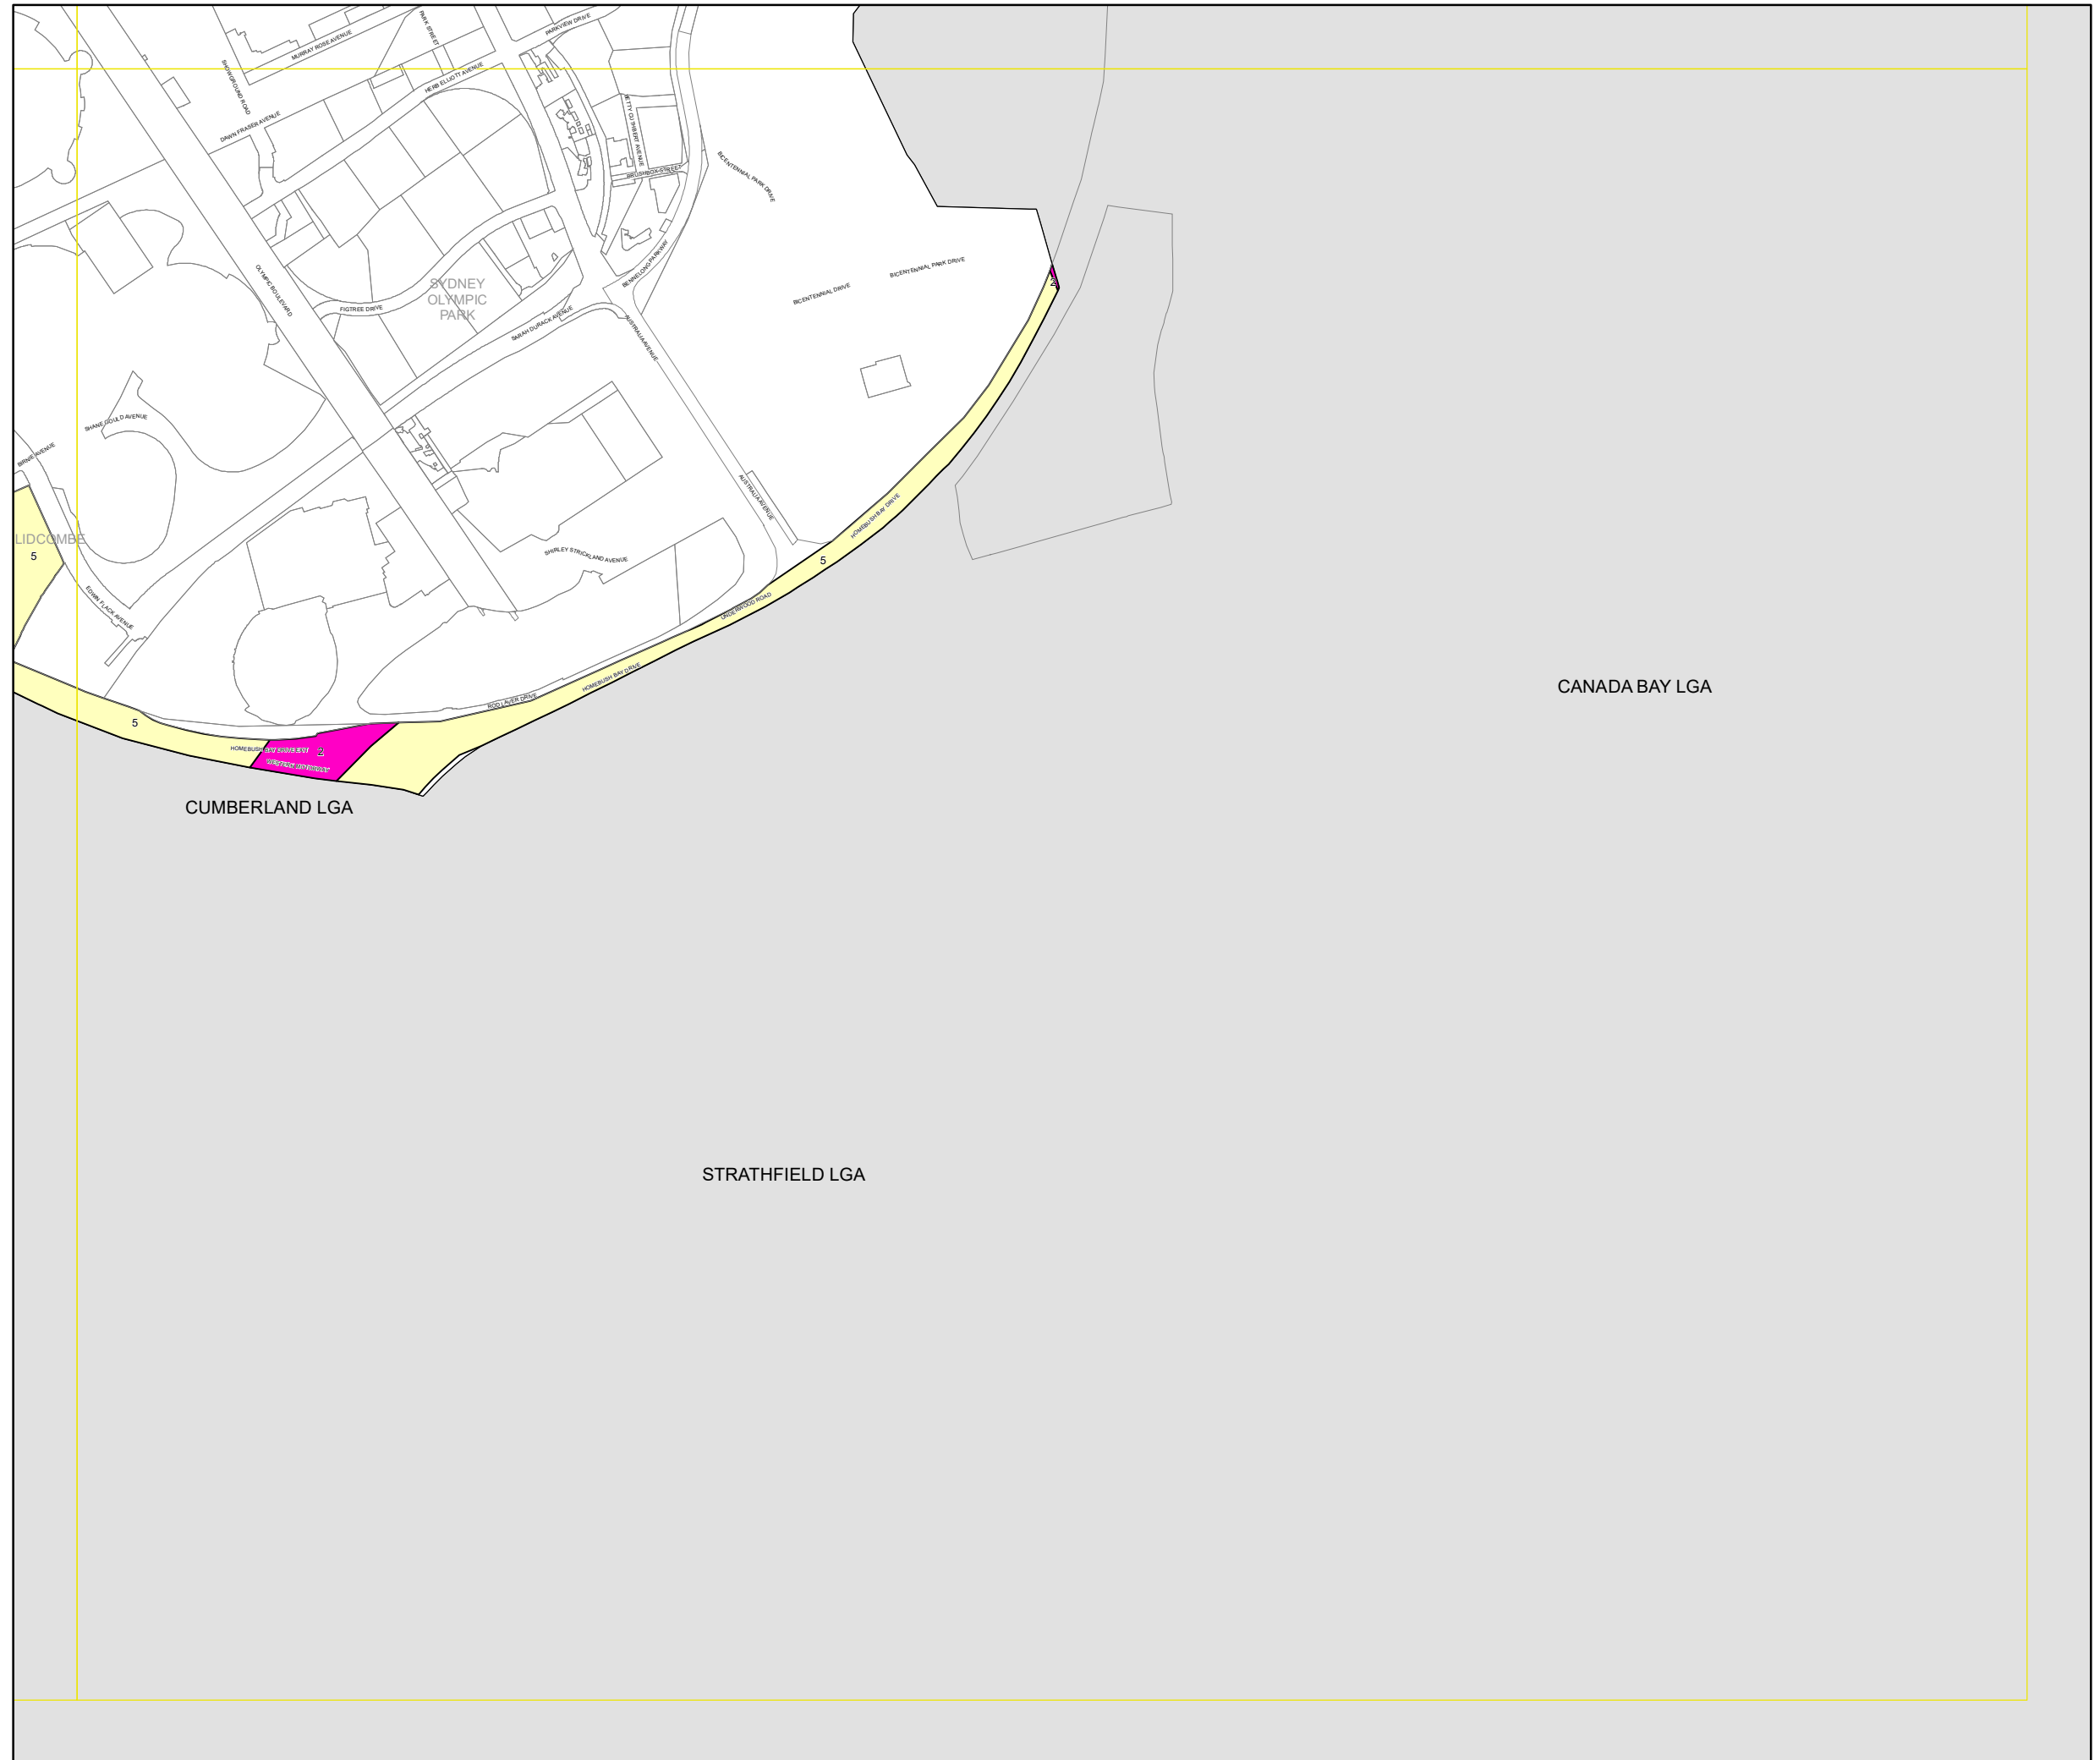 PARK STREET
PARKVIEW DRIVE
MURRAY ROSE AVENUE
SHOWGROUND ROAD
HERB ELLIOTT AVENUE
DAWN FRASER AVENUE
BETTY CUTHBERT AVENUE
BRUSHBOX STREET
BICENTENNIAL PARK DRIVE
BENNELONG PARKWAY
OLYMPIC BOULEVARD
BICENTENNIAL PARK DRIVE
BICENTENNIAL DRIVE
2
SYDNEY
OLYMPIC
PARK
FIGTREE DRIVE
SARAH DURACK AVENUE
AUSTRALIA AVENUE
SHANE GOULD AVENUE
BIRNIE AVENUE
AUSTRALIA AVENUE
HOMEBUSH BAY DRIVE
LIDCOMBE
5
SHIRLEY STRICKLAND AVENUE
5
EDWIN FLACK AVENUE
UNDERWOOD ROAD
HOMEBUSH BAY DRIVE
ROD LAVER DRIVE
5
HOMEBUSH BAY DRIVE
2
CANADA BAY LGA
CUMBERLAND LGA
STRATHFIELD LGA